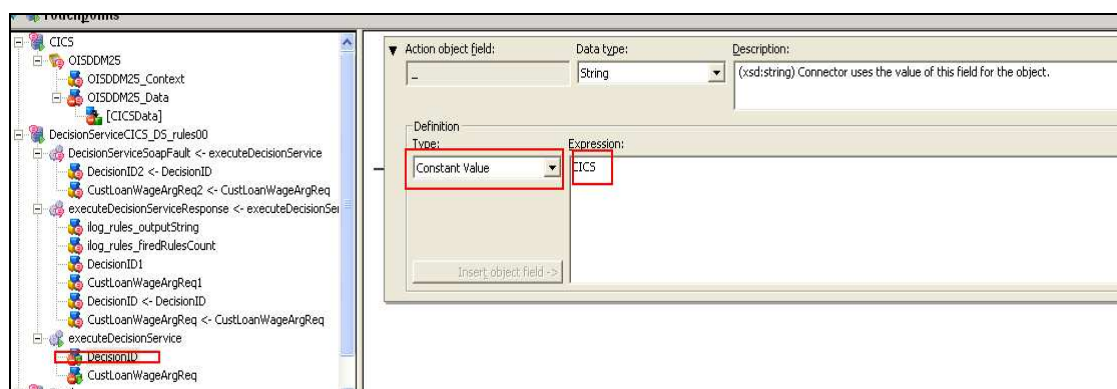 Touchpoints
CICS
OISDDM25
OISDDM25_Context
OISDDM25_Data
[CICSData]
DecisionServiceCICS_DS_rules00
DecisionServiceSoapFault <- executeDecisionService
DecisionID2 <- DecisionID
CustLoanWageArgReq2 <- CustLoanWageArgReq
executeDecisionServiceResponse <- executeDecisionSer
ilog_rules_outputString
ilog_rules_firedRulesCount
DecisionID1
CustLoanWageArgReq1
DecisionID <- DecisionID
CustLoanWageArgReq <- CustLoanWageArgReq
executeDecisionService
DecisionID
CustLoanWageArgReq
Action object field:
Data type:
Description:
_
String
(xsd:string) Connector uses the value of this field for the object.
Definition
Type:
Expression:
Constant Value
CICS
Insert object field ->